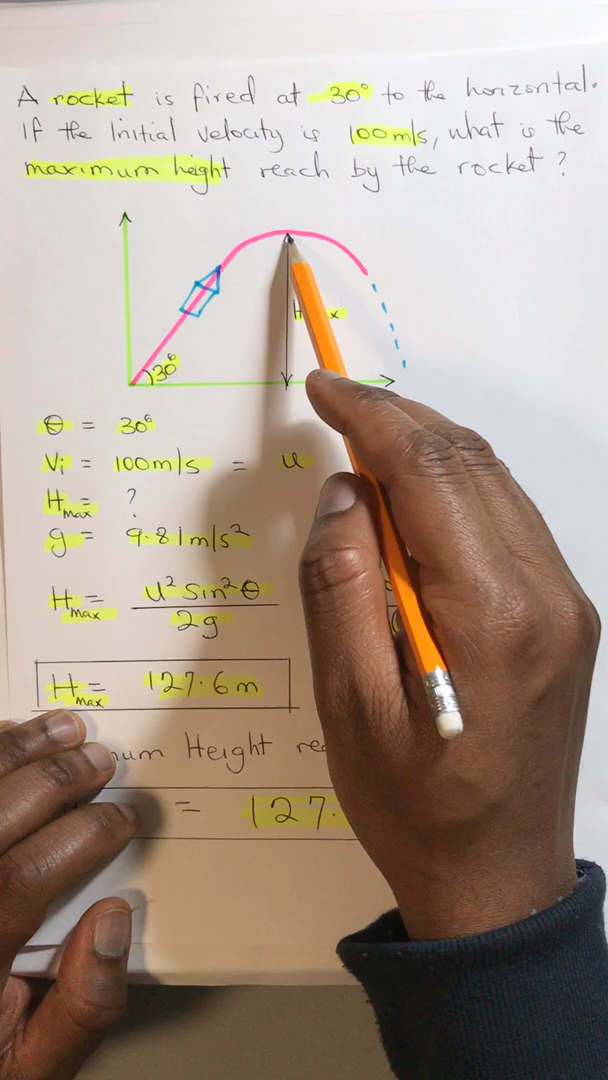 A rocket is fired at 30° to the horizontal.
If the Initial velocity is 100m/s, what is the
maximum height reach by the rocket?
30°
θ = 30°
Vi = 100m/s = u
Hmax = ?
g = 9.81m/s²
Hmax = u² sin² θ
2g
Hmax = 127.6m
Height
= 127.